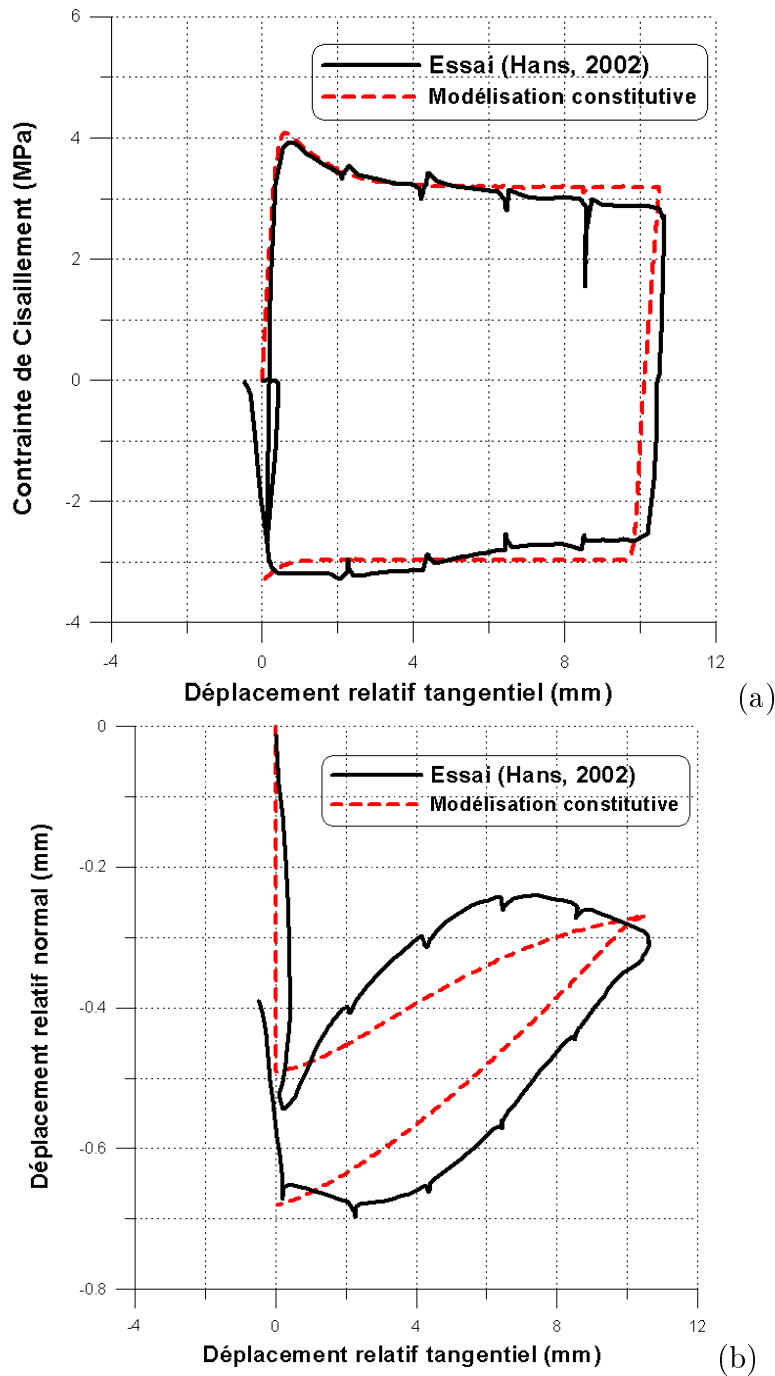 6
4
2
0
-2
-4
-4
0
4
8
12
Contrainte de Cisaillement (MPa)
Essai (Hans, 2002)
Modélisation constitutive
Déplacement relatif tangentiel (mm)
(a)
0
-0.2
-0.4
-0.6
-0.8
-4
0
4
8
12
Déplacement relatif normal (mm)
Essai (Hans, 2002)
Modélisation constitutive
Déplacement relatif tangentiel (mm)
(b)